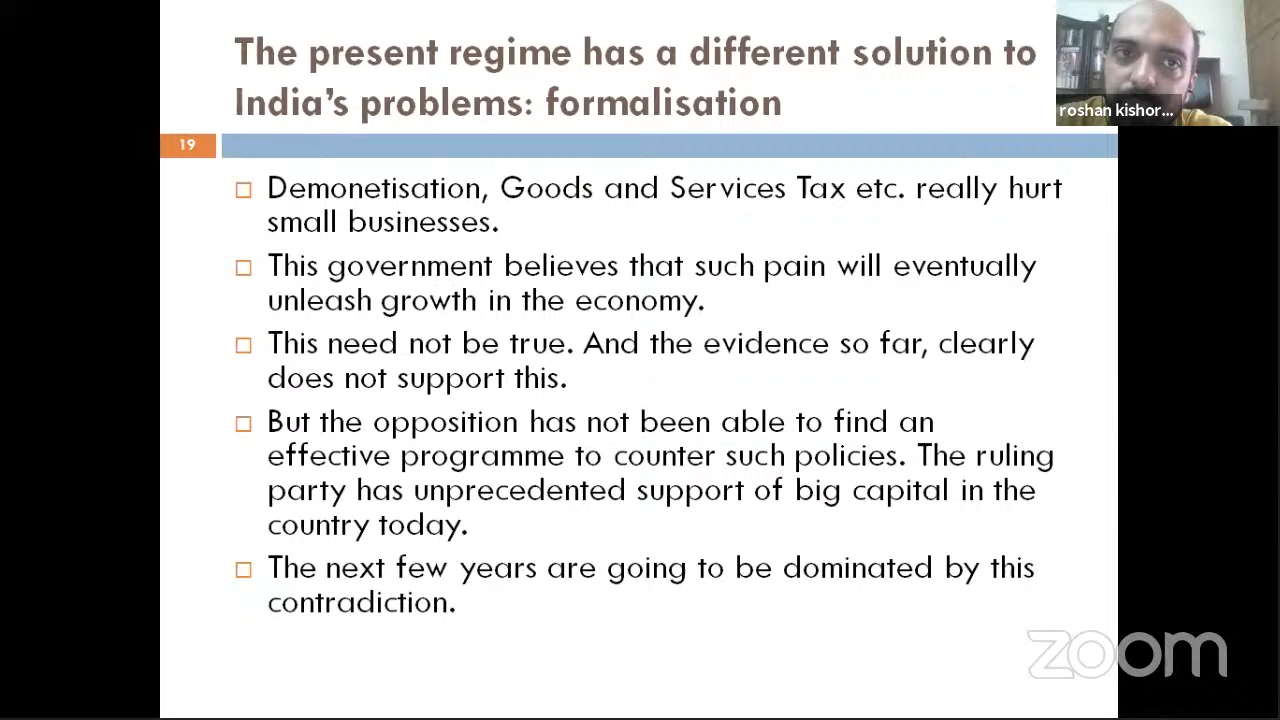 The present regime has a different solution to
India's problems: formalisation
roshan kishor...
19
Demonetisation, Goods and Services Tax etc. really hurt
small businesses.
This government believes that such pain will eventually
unleash growth in the economy.
This need not be true. And the evidence so far, clearly
does not support this.
But the opposition has not been able to find an
effective programme to counter such policies. The ruling
party has unprecedented support of big capital in the
country today.
The next few years are going to be dominated by this
contradiction.
zoom